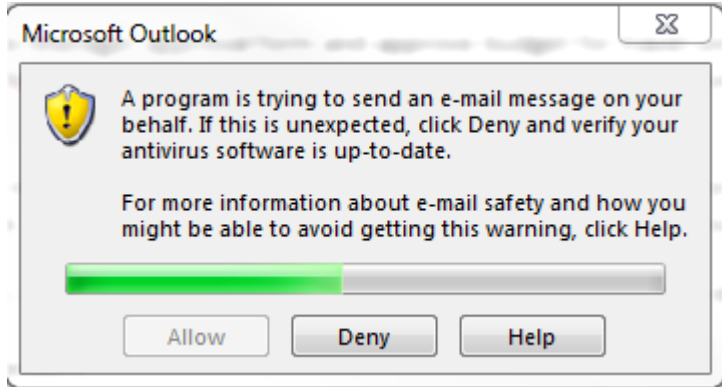 Microsoft Outlook
A program is trying to send an e-mail message on your
behalf. If this is unexpected, click Deny and verify your
antivirus software is up-to-date.
For more information about e-mail safety and how you
might be able to avoid getting this warning, click Help.
Allow Deny Help